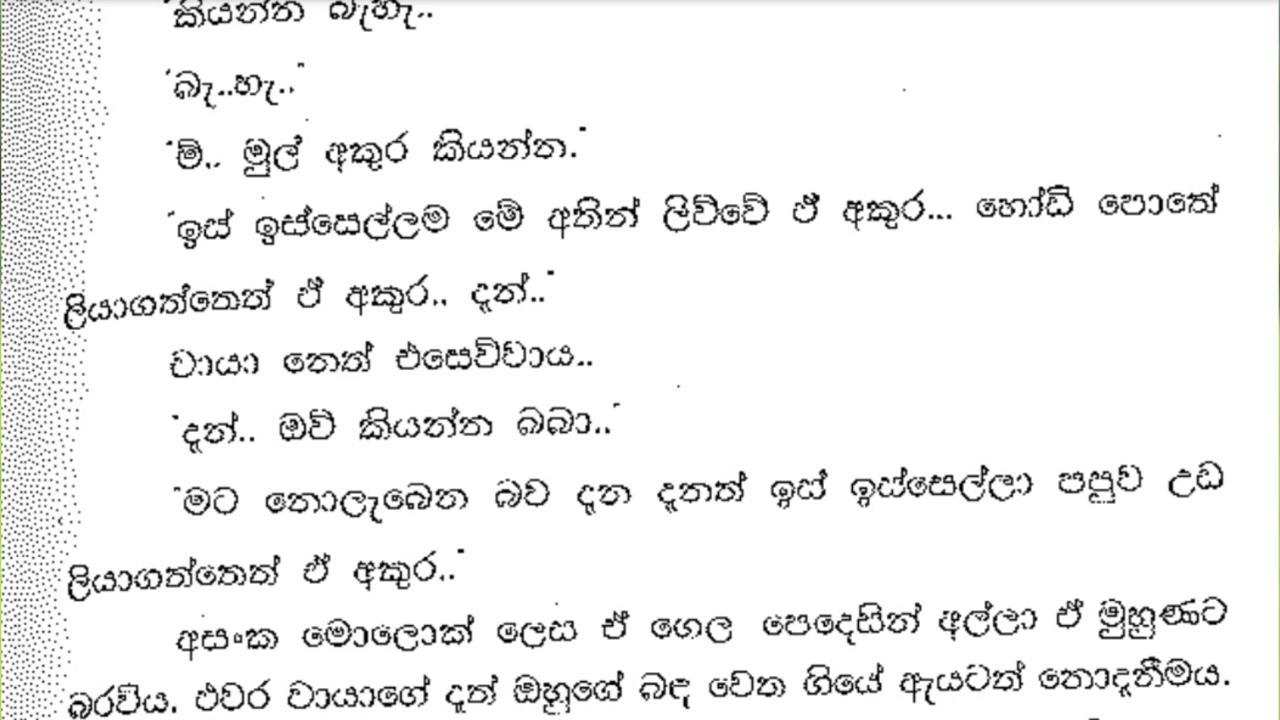 "කියන්න බැහැ..
"බැ..හැ.."
"ම්.. මුල් අකුර කියන්න."
"ඉස් ඉස්සෙල්ලම මේ අතින් ලිව්වේ ඒ අකුර... හෝඩි පොතේ
ලියාගත්තෙත් ඒ අකුර.. දැන්.."
චායා නෙත් එසෙව්වාය..
"දැන්.. ඔව් කියන්න බබා.."
"මට නොලැබෙන බව දැන දැනත් ඉස් ඉස්සෙල්ලා පපුව උඩ
ලියාගත්තෙත් ඒ අකුර.."
අසංක මොලොක් ලෙස ඒ ගෙල පෙදෙසින් අල්ලා ඒ මුහුණට
බරවිය. එවර චායාගේ දෑත් ඔහුගේ බඳ වෙත ගියේ ඇයටත් නොදැනීමය.